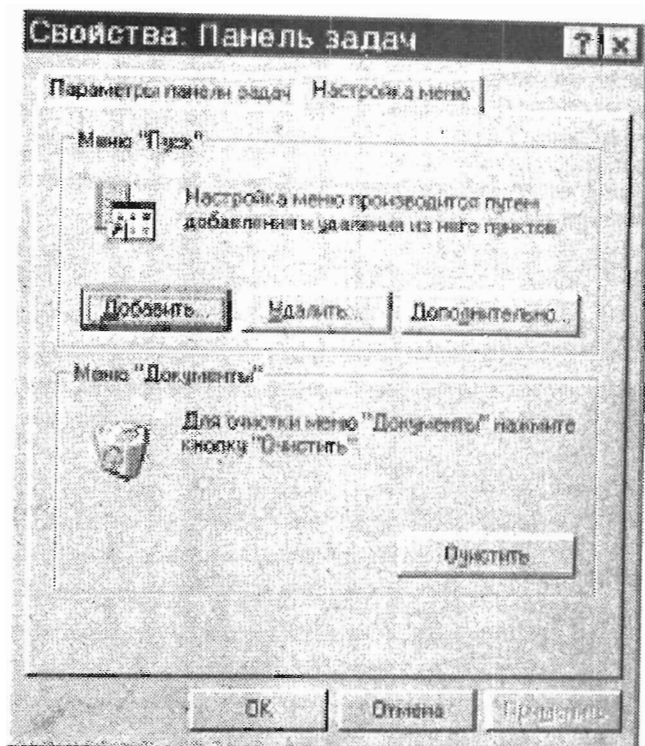 Свойства: Панель задач
? ×
Параметры панели задач Настройка меню
Меню "Пуск"
Настройка меню производится путем
добавления и удаления из него пунктов.
Добавить... Удалить... Дополнительно...
Меню "Документы"
Для очистки меню "Документы" нажмите
кнопку "Очистить".
Очистить
OK Отмена Применить